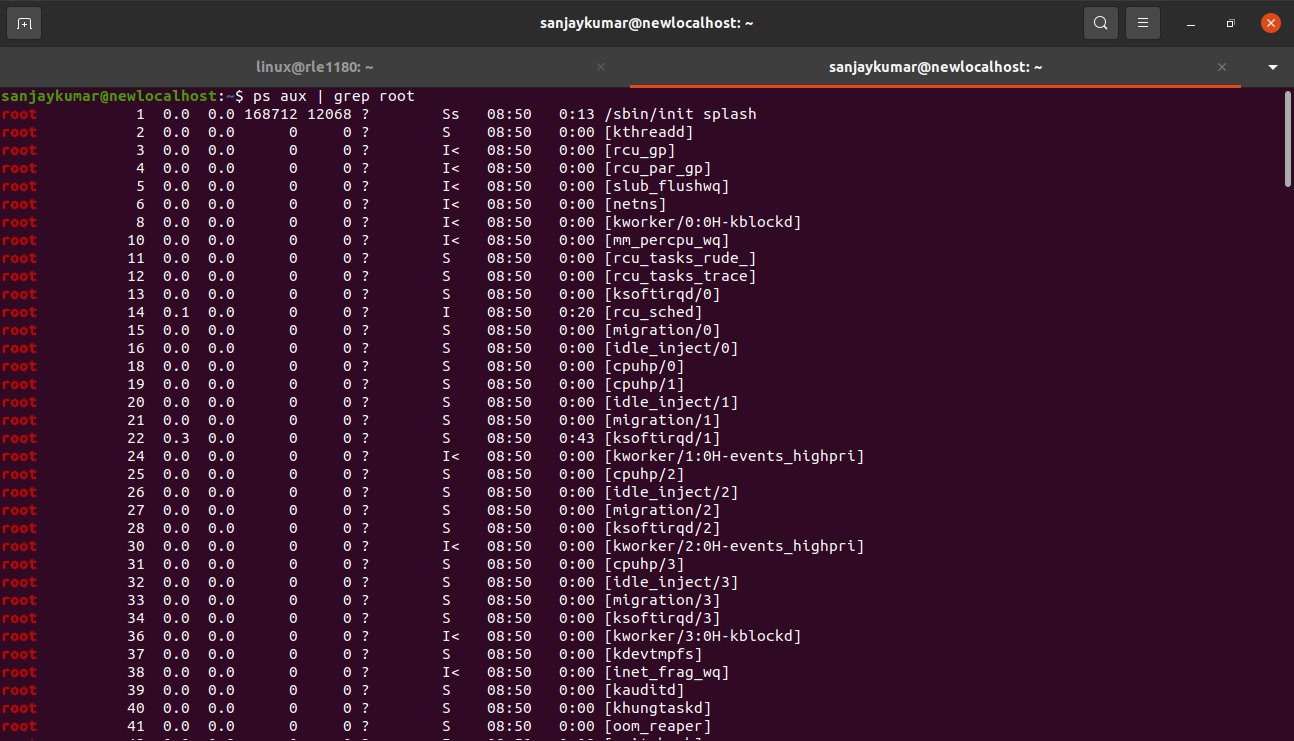 sanjaykumar@newlocalhost: ~
linux@rle1180: ~
sanjaykumar@newlocalhost: ~
sanjaykumar@newlocalhost:~$ ps aux | grep root
root 1 0.0 0.0 168712 12068 ? Ss 08:50 0:13 /sbin/init splash
root 2 0.0 0.0 0 0 ? S 08:50 0:00 [kthreadd]
root 3 0.0 0.0 0 0 ? I< 08:50 0:00 [rcu_gp]
root 4 0.0 0.0 0 0 ? I< 08:50 0:00 [rcu_par_gp]
root 5 0.0 0.0 0 0 ? I< 08:50 0:00 [slub_flushwq]
root 6 0.0 0.0 0 0 ? I< 08:50 0:00 [netns]
root 8 0.0 0.0 0 0 ? I< 08:50 0:00 [kworker/0:0H-kblockd]
root 10 0.0 0.0 0 0 ? I< 08:50 0:00 [mm_percpu_wq]
root 11 0.0 0.0 0 0 ? S 08:50 0:00 [rcu_tasks_rude_]
root 12 0.0 0.0 0 0 ? S 08:50 0:00 [rcu_tasks_trace]
root 13 0.0 0.0 0 0 ? S 08:50 0:00 [ksoftirqd/0]
root 14 0.1 0.0 0 0 ? I 08:50 0:20 [rcu_sched]
root 15 0.0 0.0 0 0 ? S 08:50 0:00 [migration/0]
root 16 0.0 0.0 0 0 ? S 08:50 0:00 [idle_inject/0]
root 18 0.0 0.0 0 0 ? S 08:50 0:00 [cpuhp/0]
root 19 0.0 0.0 0 0 ? S 08:50 0:00 [cpuhp/1]
root 20 0.0 0.0 0 0 ? S 08:50 0:00 [idle_inject/1]
root 21 0.0 0.0 0 0 ? S 08:50 0:00 [migration/1]
root 22 0.3 0.0 0 0 ? S 08:50 0:43 [ksoftirqd/1]
root 24 0.0 0.0 0 0 ? I< 08:50 0:00 [kworker/1:0H-events_highpri]
root 25 0.0 0.0 0 0 ? S 08:50 0:00 [cpuhp/2]
root 26 0.0 0.0 0 0 ? S 08:50 0:00 [idle_inject/2]
root 27 0.0 0.0 0 0 ? S 08:50 0:00 [migration/2]
root 28 0.0 0.0 0 0 ? S 08:50 0:00 [ksoftirqd/2]
root 30 0.0 0.0 0 0 ? I< 08:50 0:00 [kworker/2:0H-events_highpri]
root 31 0.0 0.0 0 0 ? S 08:50 0:00 [cpuhp/3]
root 32 0.0 0.0 0 0 ? S 08:50 0:00 [idle_inject/3]
root 33 0.0 0.0 0 0 ? S 08:50 0:00 [migration/3]
root 34 0.0 0.0 0 0 ? S 08:50 0:00 [ksoftirqd/3]
root 36 0.0 0.0 0 0 ? I< 08:50 0:00 [kworker/3:0H-kblockd]
root 37 0.0 0.0 0 0 ? S 08:50 0:00 [kdevtmpfs]
root 38 0.0 0.0 0 0 ? I< 08:50 0:00 [inet_frag_wq]
root 39 0.0 0.0 0 0 ? S 08:50 0:00 [kauditd]
root 40 0.0 0.0 0 0 ? S 08:50 0:00 [khungtaskd]
root 41 0.0 0.0 0 0 ? S 08:50 0:00 [oom_reaper]